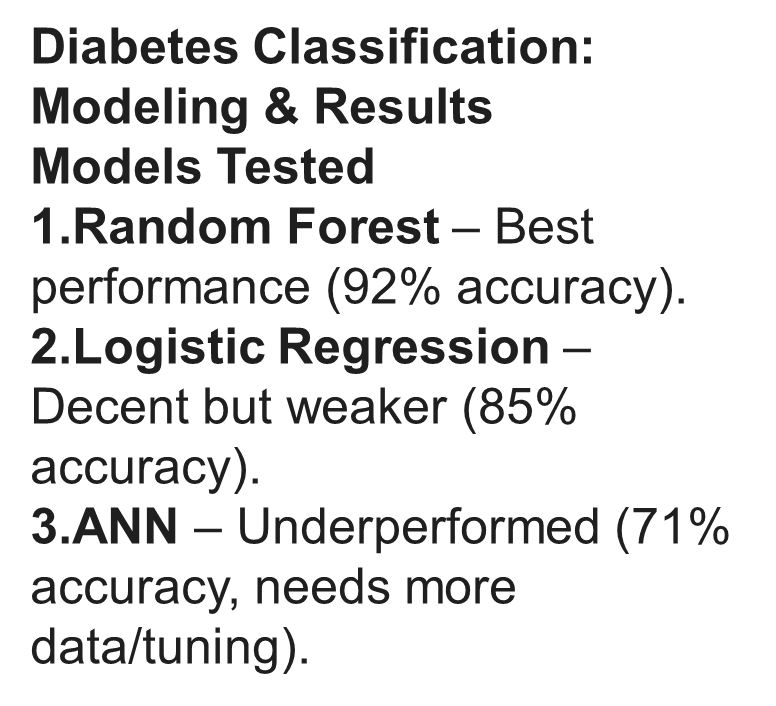 Diabetes Classification:
Modeling & Results
Models Tested
1.Random Forest – Best
performance (92% accuracy).
2.Logistic Regression –
Decent but weaker (85%
accuracy).
3.ANN – Underperformed (71%
accuracy, needs more
data/tuning).